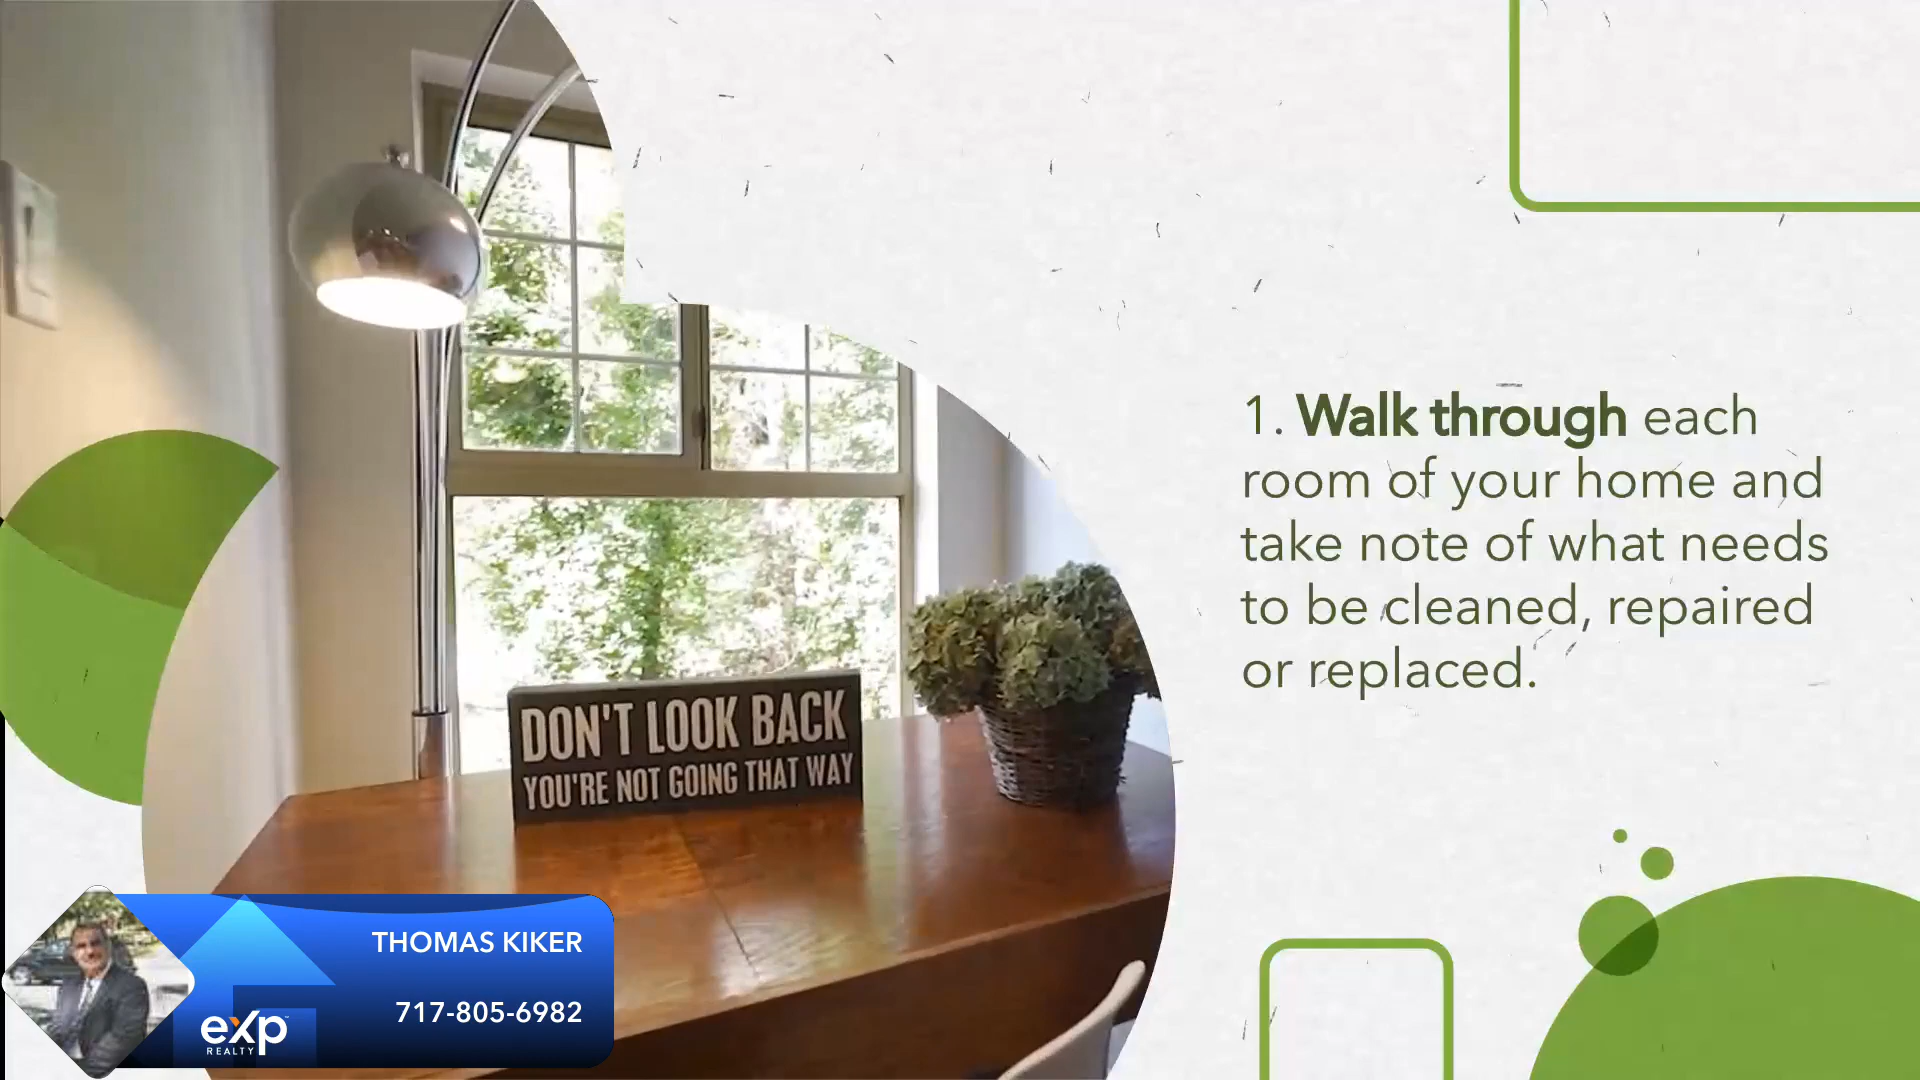 1. Walk through each
room of your home and
take note of what needs
to be cleaned, repaired
or replaced.
DON'T LOOK BACK
YOU'RE NOT GOING THAT WAY
THOMAS KIKER
717-805-6982
exp
REALTY